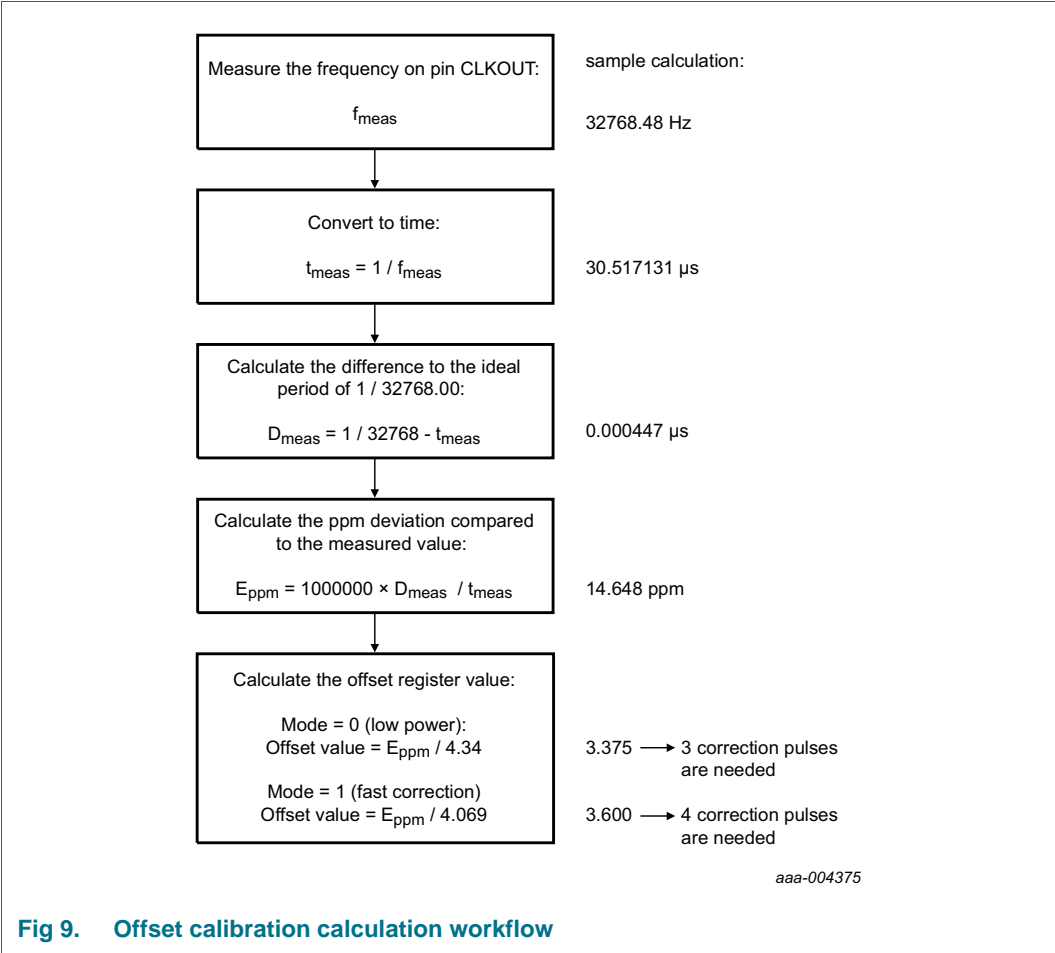 Measure the frequency on pin CLKOUT:
fmeas
sample calculation:
32768.48 Hz
Convert to time:
tmeas = 1 / fmeas
30.517131 µs
Calculate the difference to the ideal
period of 1 / 32768.00:
Dmeas = 1 / 32768 - tmeas
0.000447 µs
Calculate the ppm deviation compared
to the measured value:
Eppm = 1000000 × Dmeas / tmeas
14.648 ppm
Calculate the offset register value:
Mode = 0 (low power):
Offset value = Eppm / 4.34
3.375 → 3 correction pulses
are needed
Mode = 1 (fast correction)
Offset value = Eppm / 4.069
3.600 → 4 correction pulses
are needed
aaa-004375
Fig 9. Offset calibration calculation workflow